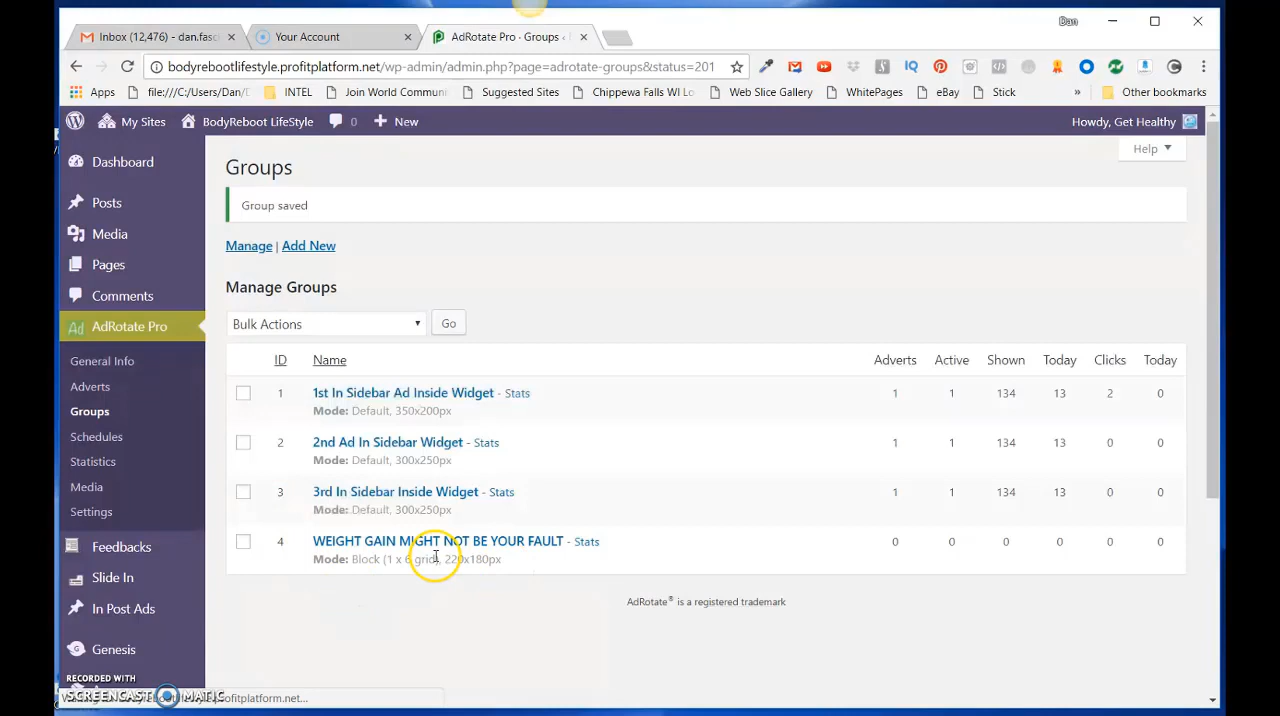 Dan
Inbox (12,476) - dan.fasc
Your Account
AdRotate Pro · Groups ‹
bodyrebootlifestyle.profitplatform.net/wp-admin/admin.php?page=adrotate-groups&status=201
Apps
file:///C:/Users/Dan/
INTEL
Join World Commun
Suggested Sites
Chippewa Falls WI Lo
Web Slice Gallery
WhitePages
eBay
Stick
»
Other bookmarks
My Sites
BodyReboot LifeStyle
0
New
Howdy, Get Healthy
Help
Dashboard
Posts
Media
Pages
Comments
Ad AdRotate Pro
General Info
Adverts
Groups
Schedules
Statistics
Media
Settings
Feedbacks
Slide In
In Post Ads
Genesis
Groups
Group saved
Manage | Add New
Manage Groups
Bulk Actions
Go
ID Name Adverts Active Shown Today Clicks Today
1 1st In Sidebar Ad Inside Widget - Stats 1 1 134 13 2 0
Mode: Default, 350x200px
2 2nd Ad In Sidebar Widget - Stats 1 1 134 13 0 0
Mode: Default, 300x250px
3 3rd In Sidebar Inside Widget - Stats 1 1 134 13 0 0
Mode: Default, 300x250px
4 WEIGHT GAIN MIGHT NOT BE YOUR FAULT - Stats 0 0 0 0 0 0
Mode: Block (1 x 6 grid), 220x180px
AdRotate® is a registered trademark
RECORDED WITH
SCREENCAST MATIC
profitplatform.net...